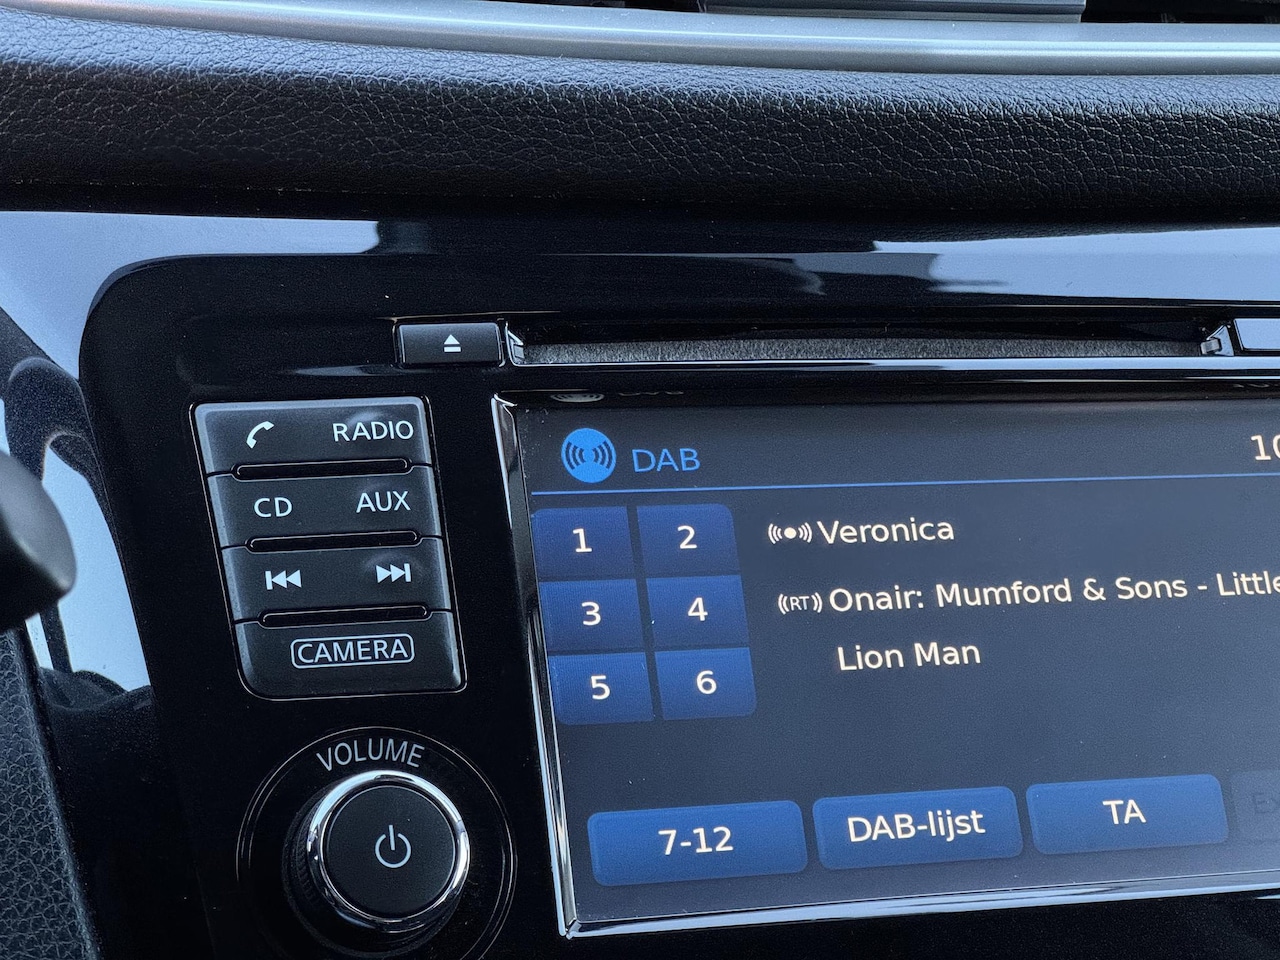 RADIO
CD AUX
CAMERA
VOLUME
DAB
1 2
3 4
5 6
Veronica
(RT) Onair: Mumford & Sons - Little
Lion Man
7-12 DAB-lijst TA